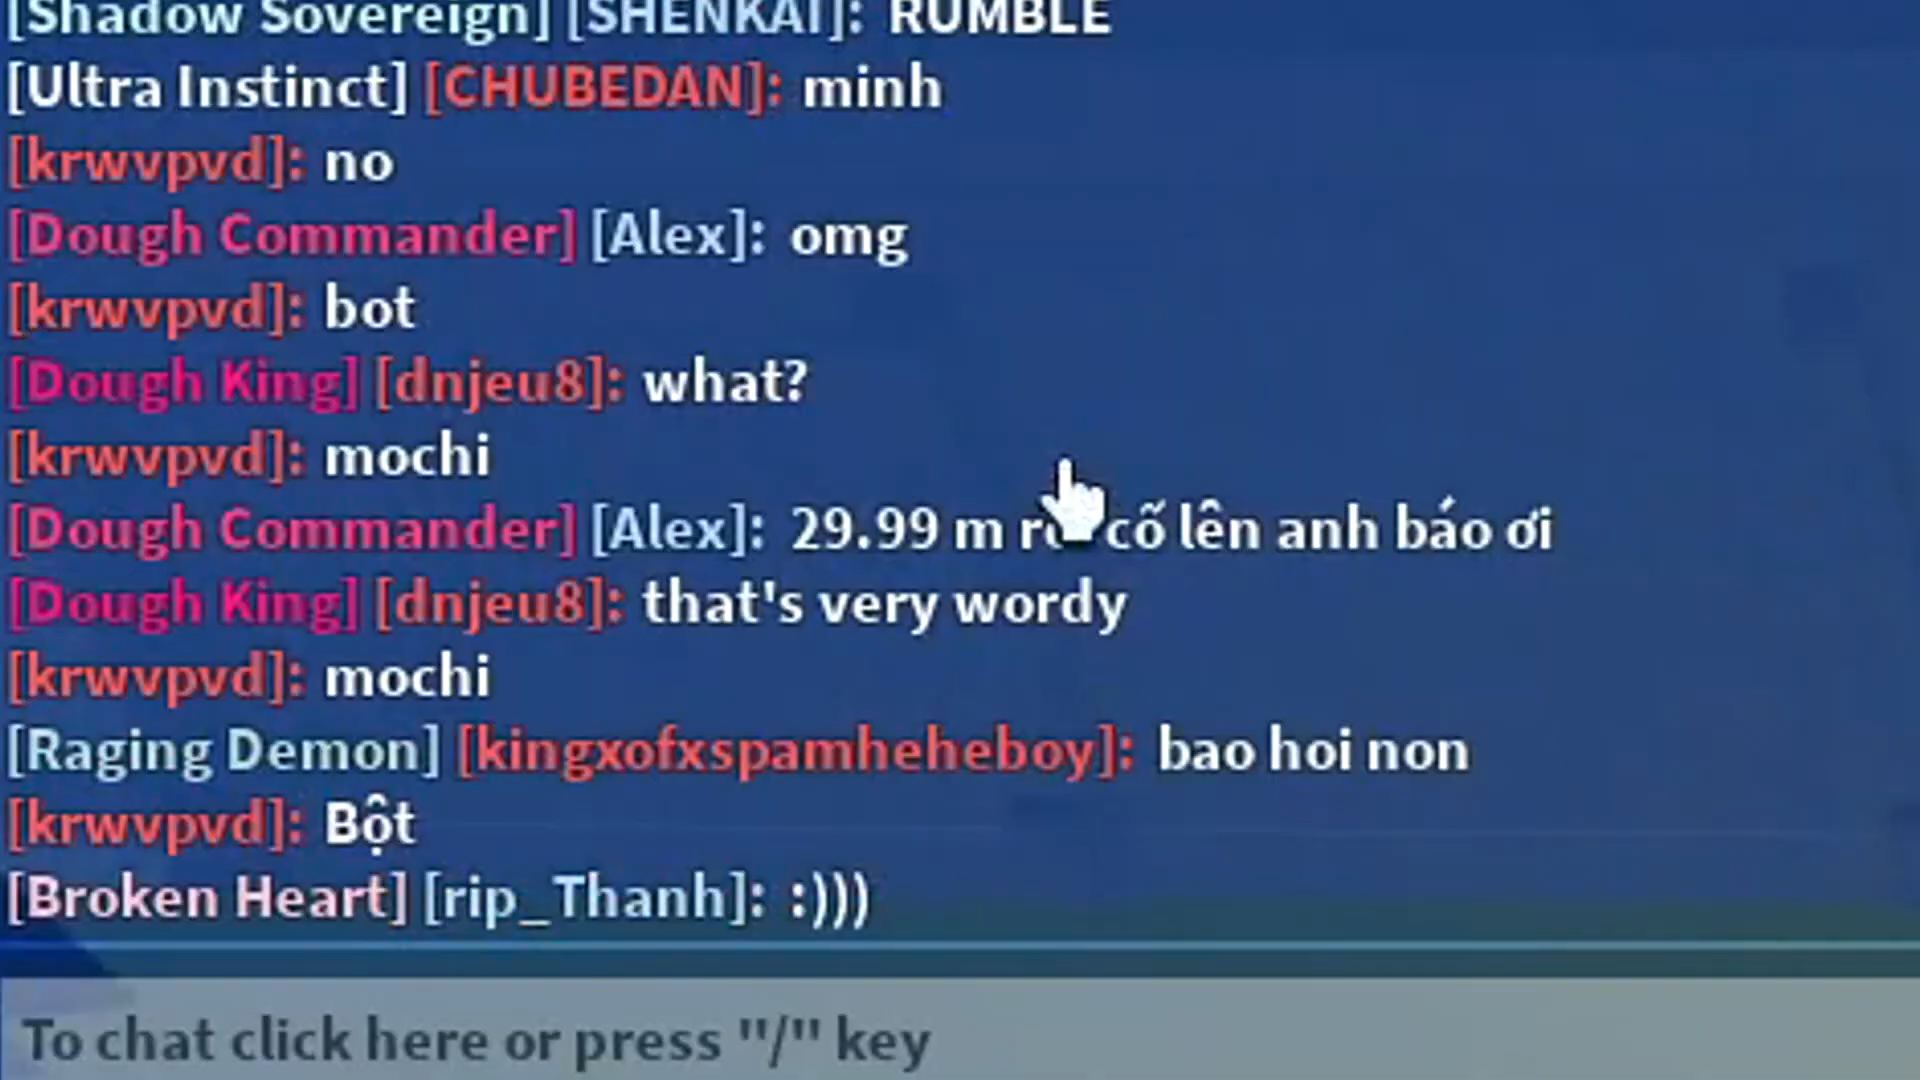 [Shadow Sovereign] [SHENKAI]: RUMBLE
[Ultra Instinct] [CHUBEDAN]: minh
[krwvpvd]: no
[Dough Commander] [Alex]: omg
[krwvpvd]: bot
[Dough King] [dnjeu8]: what?
[krwvpvd]: mochi
[Dough Commander] [Alex]: 29.99 m cố lên anh báo ơi
[Dough King] [dnjeu8]: that's very wordy
[krwvpvd]: mochi
[Raging Demon] [kingxofxspamheheboy]: bao hoi non
[krwvpvd]: Bột
[Broken Heart] [rip_Thanh]: :)))
To chat click here or press "/" key